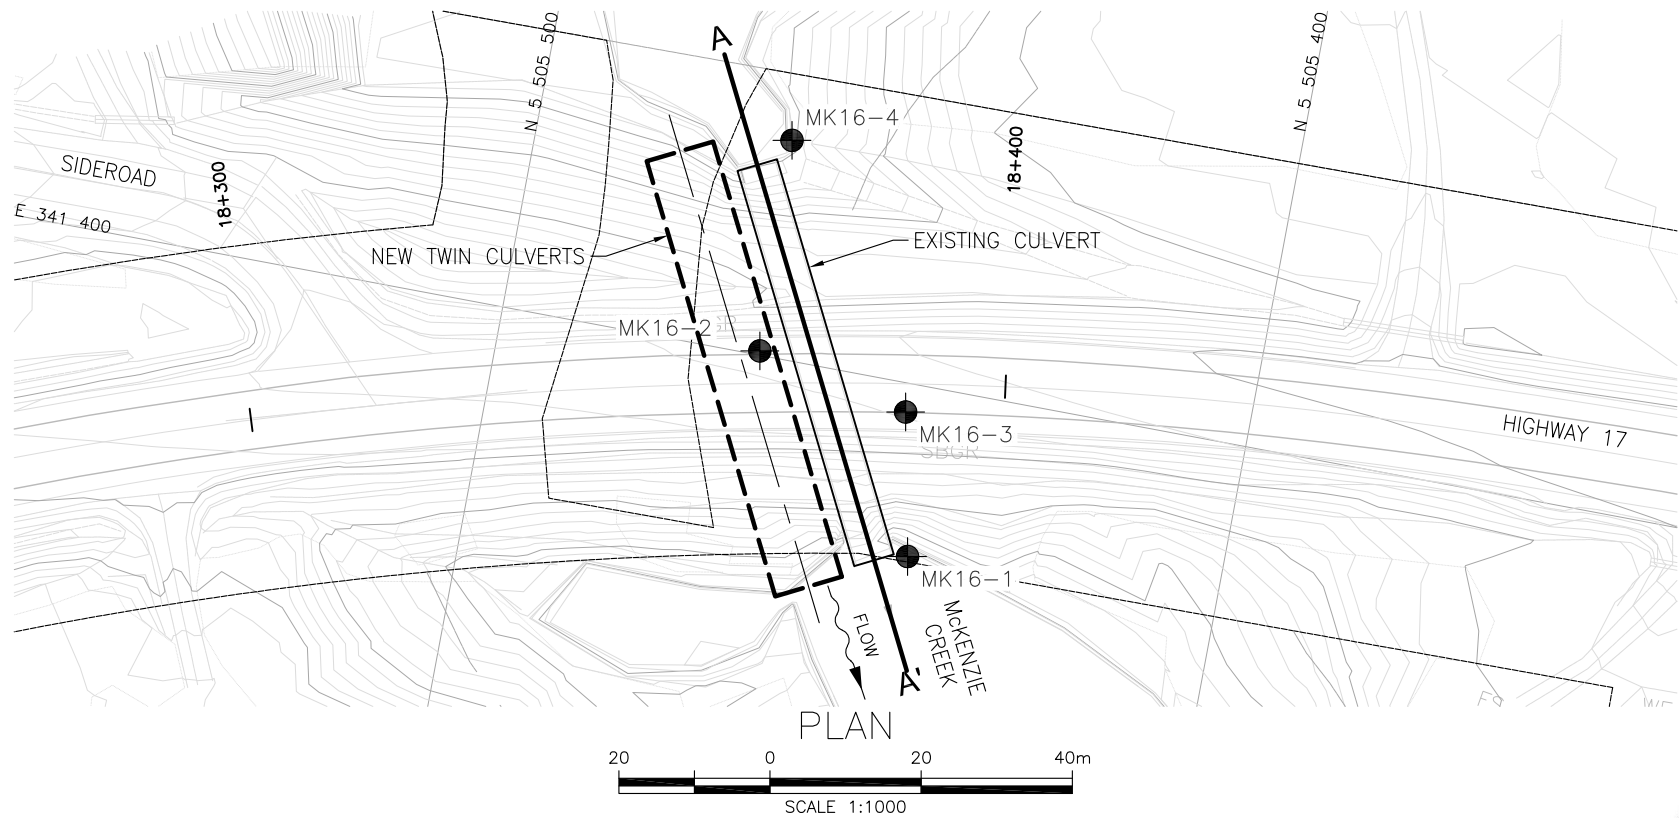 A
N 5 505 500
N 5 505 400
MK16-4
SIDEROAD
18+300
18+400
E 341 400
NEW TWIN CULVERTS
EXISTING CULVERT
MK16-2
HIGHWAY 17
MK16-3
SBGR
MK16-1
FLOW
McKENZIE
CREEK
A'
PLAN
20 0 20 40m
SCALE 1:1000